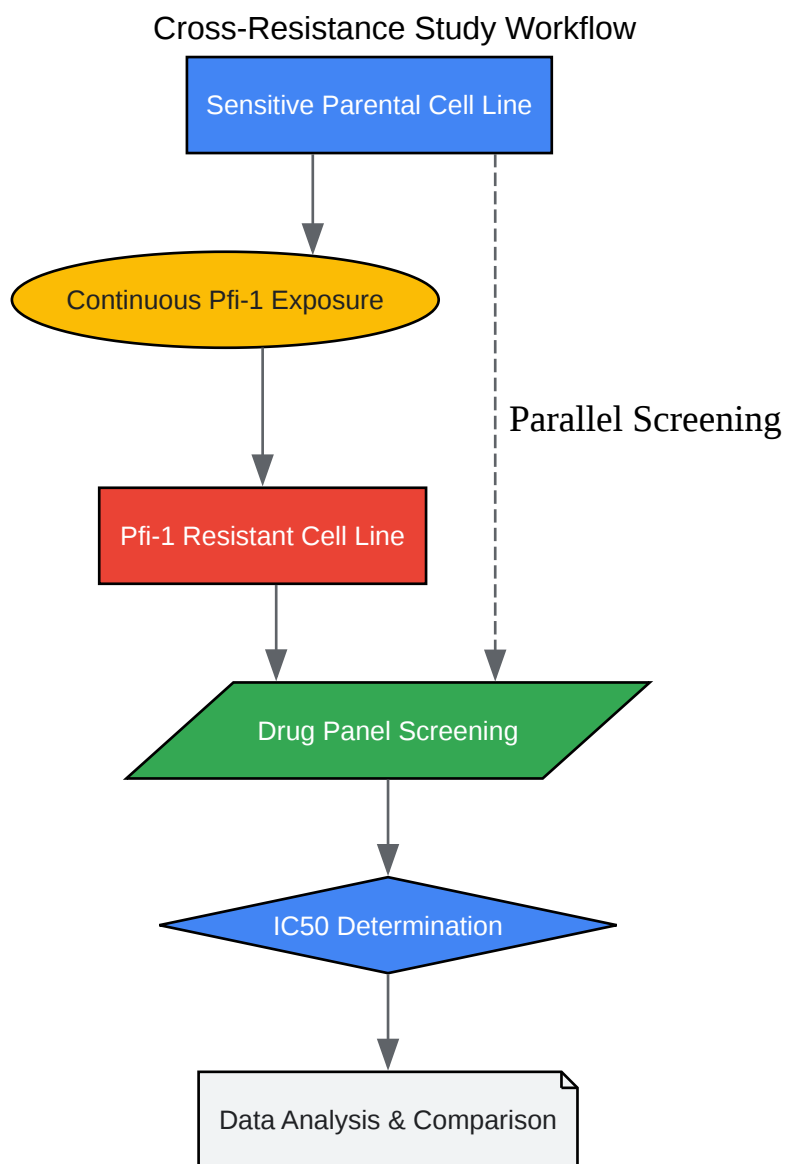 Cross-Resistance Study Workflow
Sensitive Parental Cell Line
Continuous Pfi-1 Exposure
Parallel Screening
Pfi-1 Resistant Cell Line
Drug Panel Screening
IC50 Determination
Data Analysis & Comparison